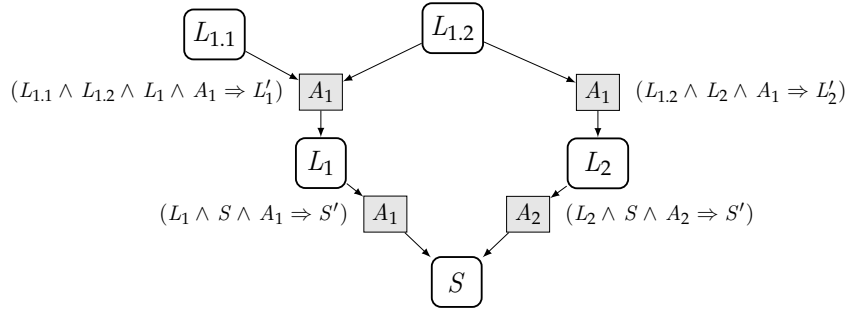 L₁.₁ L₁.₂
(L₁.₁ ∧ L₁.₂ ∧ L₁ ∧ A₁ ⇒ L′₁) A₁ A₁ (L₁.₂ ∧ L₂ ∧ A₁ ⇒ L′₂)
L₁ L₂
(L₁ ∧ S ∧ A₁ ⇒ S′) A₁ A₂ (L₂ ∧ S ∧ A₂ ⇒ S′)
S